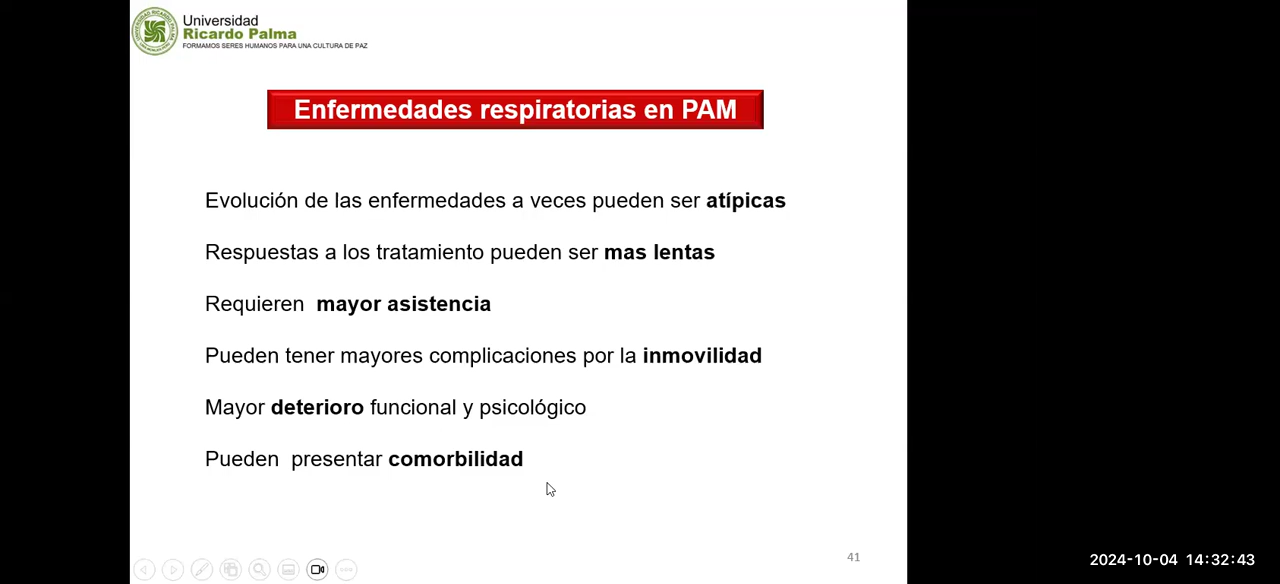 Universidad
Ricardo Palma
FORMAMOS SERES HUMANOS PARA UNA CULTURA DE PAZ
Enfermedades respiratorias en PAM
Evolución de las enfermedades a veces pueden ser atípicas
Respuestas a los tratamiento pueden ser mas lentas
Requieren mayor asistencia
Pueden tener mayores complicaciones por la inmovilidad
Mayor deterioro funcional y psicológico
Pueden presentar comorbilidad
41
2024-10-04 14:32:43